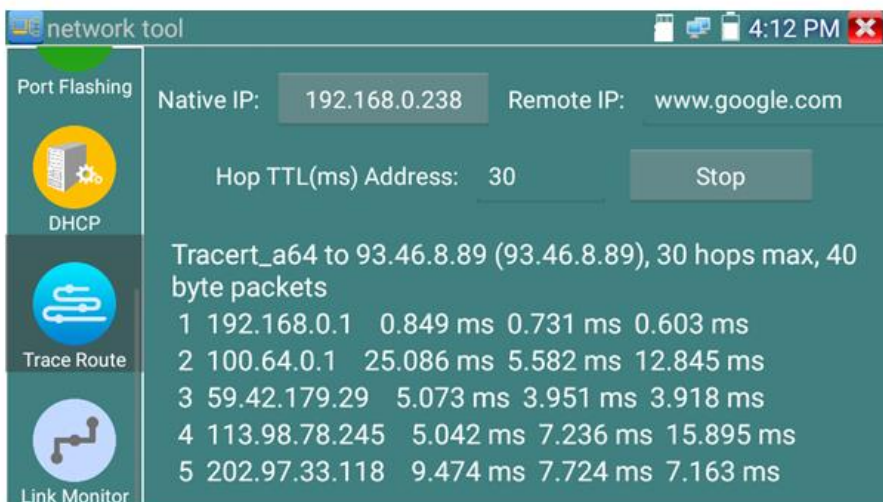 network tool
4:12 PM
Port Flashing
Native IP: 192.168.0.238 Remote IP: www.google.com
Hop TTL(ms) Address: 30 Stop
DHCP
Tracert_a64 to 93.46.8.89 (93.46.8.89), 30 hops max, 40
byte packets
1 192.168.0.1 0.849 ms 0.731 ms 0.603 ms
Trace Route
2 100.64.0.1 25.086 ms 5.582 ms 12.845 ms
3 59.42.179.29 5.073 ms 3.951 ms 3.918 ms
4 113.98.78.245 5.042 ms 7.236 ms 15.895 ms
5 202.97.33.118 9.474 ms 7.724 ms 7.163 ms
Link Monitor